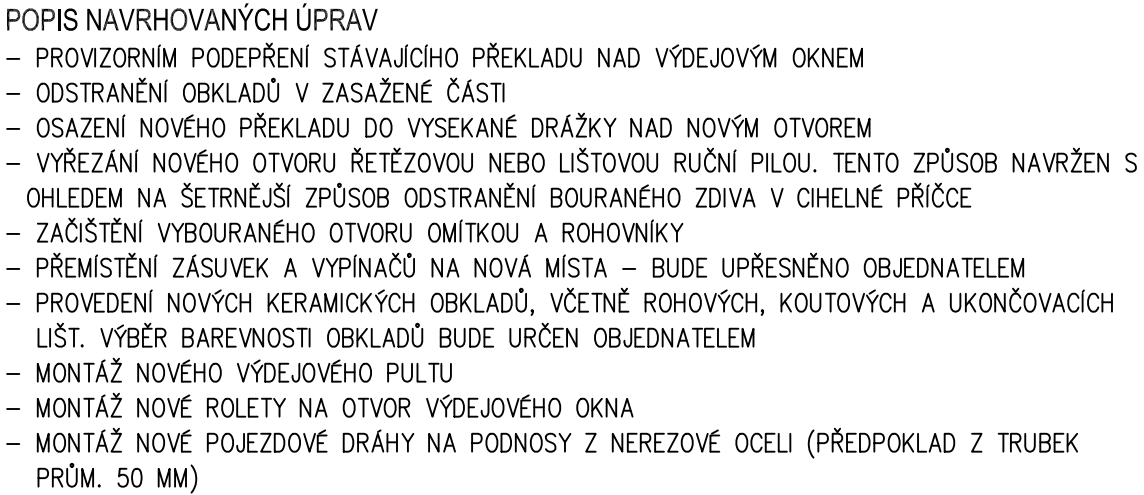 POPIS NAVRHOVANÝCH ÚPRAV
– PROVIZORNÍM PODEPŘENÍ STÁVAJÍCÍHO PŘEKLADU NAD VÝDEJOVÝM OKNEM
– ODSTRANĚNÍ OBKLADŮ V ZASAŽENÉ ČÁSTI
– OSAZENÍ NOVÉHO PŘEKLADU DO VYSEKANÉ DRÁŽKY NAD NOVÝM OTVOREM
– VYŘEZÁNÍ NOVÉHO OTVORU ŘETĚZOVOU NEBO LIŠTOVOU RUČNÍ PILOU. TENTO ZPŮSOB NAVRŽEN S
OHLEDEM NA ŠETRNĚJŠÍ ZPŮSOB ODSTRANĚNÍ BOURANÉHO ZDIVA V CIHELNÉ PŘÍČCE
– ZAČIŠTĚNÍ VYBOURANÉHO OTVORU OMÍTKOU A ROHOVNÍKY
– PŘEMÍSTĚNÍ ZÁSUVEK A VYPÍNAČŮ NA NOVÁ MÍSTA – BUDE UPŘESNĚNO OBJEDNATELEM
– PROVEDENÍ NOVÝCH KERAMICKÝCH OBKLADŮ, VČETNĚ ROHOVÝCH, KOUTOVÝCH A UKONČOVACÍCH
LIŠT. VÝBĚR BAREVNOSTI OBKLADŮ BUDE URČEN OBJEDNATELEM
– MONTÁŽ NOVÉHO VÝDEJOVÉHO PULTU
– MONTÁŽ NOVÉ ROLETY NA OTVOR VÝDEJOVÉHO OKNA
– MONTÁŽ NOVÉ POJEZDOVÉ DRÁHY NA PODNOSY Z NEREZOVÉ OCELI (PŘEDPOKLAD Z TRUBEK
PRŮM. 50 MM)